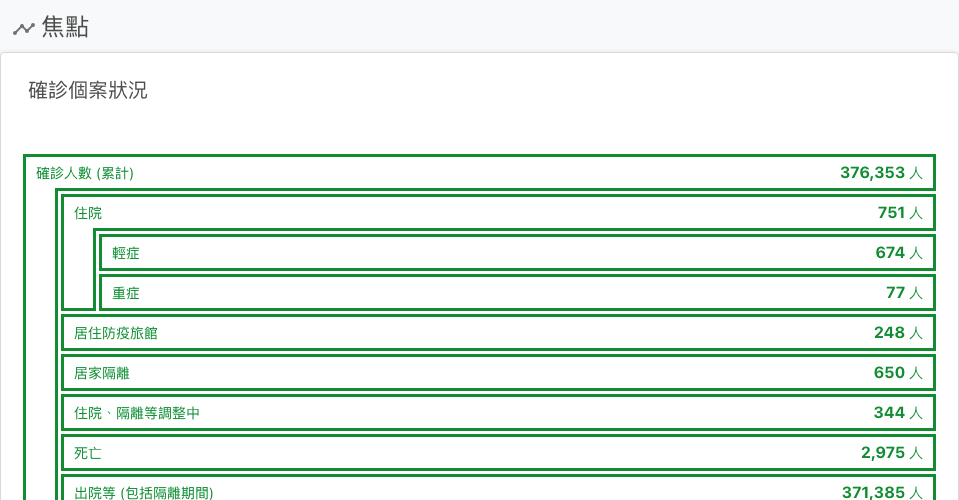 焦點
確診個案狀況
確診人數 (累計) 376,353 人
住院 751 人
輕症 674 人
重症 77 人
居住防疫旅館 248 人
居家隔離 650 人
住院、隔離等調整中 344 人
死亡 2,975 人
出院等 (包括隔離期間) 371,385 人